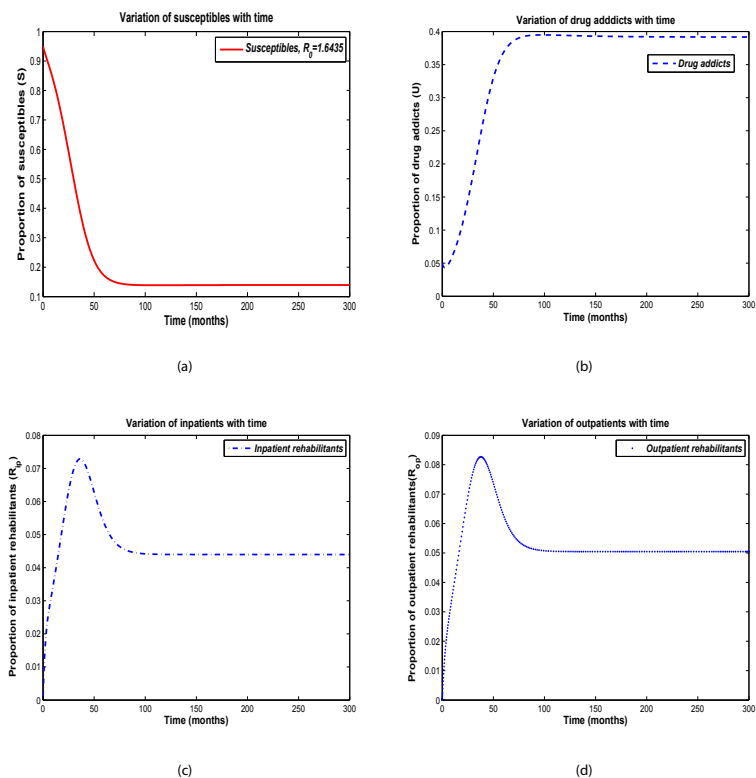 Variation of susceptibles with time
Susceptibles, R0=1.6435
Proportion of susceptibles (S)
1
0.9
0.8
0.7
0.6
0.5
0.4
0.3
0.2
0.1
0 50 100 150 200 250 300
Time (months)
(a)
Variation of drug adddicts with time
Drug addicts
Proportion of drug addicts (U)
0.4
0.35
0.3
0.25
0.2
0.15
0.1
0.05
0
0 50 100 150 200 250 300
Time (months)
(b)
Variation of inpatients with time
Inpatient rehabilitants
Proportion of inpatient rehabilitants (Rip)
0.08
0.07
0.06
0.05
0.04
0.03
0.02
0.01
0
0 50 100 150 200 250 300
Time (months)
(c)
Variation of outpatients with time
Outpatient rehabilitants
Proportion of outpatient rehabilitants(Rop)
0.09
0.08
0.07
0.06
0.05
0.04
0.03
0.02
0.01
0
0 50 100 150 200 250 300
Time (months)
(d)